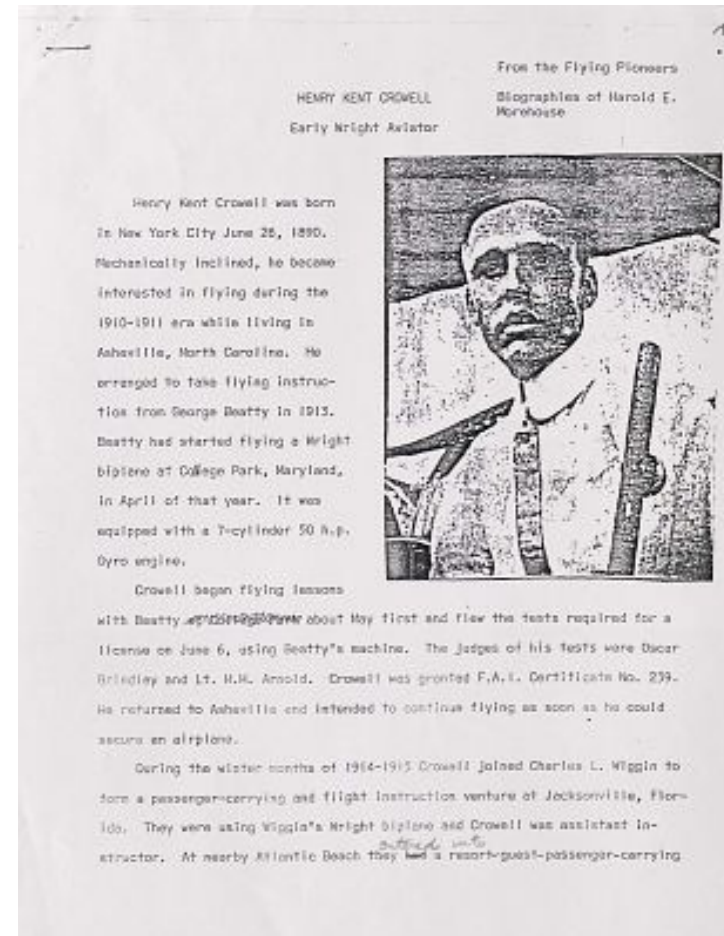 From the Flying Pioneers
Biographies of Harold E.
Morehouse
HENRY KENT CROWELL
Early Wright Aviator
Henry Kent Crowell was born
in New York City June 26, 1890.
Mechanically inclined, he became
interested in flying during the
1910-1911 era while living in
Asheville, North Carolina. He
arranged to take flying instruc-
tion from George Beatty in 1913.
Beatty had started flying a Wright
biplane at College Park, Maryland,
in April of that year. It was
equipped with a 7-cylinder 50 h.p.
Gyro engine.
Crowell began flying lessons
with Beatty about May first and flew the tests required for a
license on June 6, using Beatty's machine. The judges of his tests were Oscar
Brindley and Lt. H.H. Arnold. Crowell was granted F.A.I. Certificate No. 239.
He returned to Asheville and intended to continue flying as soon as he could
secure an airplane.
During the winter months of 1914-1915 Crowell joined Charles L. Wiggin to
form a passenger-carrying and flight instruction venture at Jacksonville, Flor-
ida. They were using Wiggin's Wright biplane and Crowell was assistant in-
structor. At nearby Atlantic Beach they entered into a resort-guest-passenger-carrying